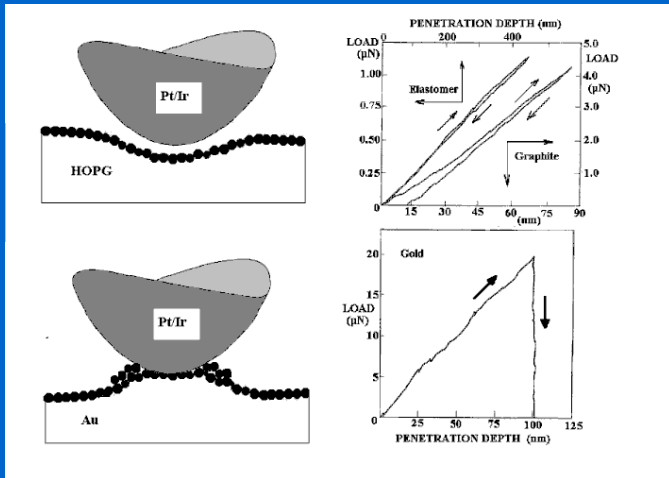 Pt/Ir
HOPG
PENETRATION DEPTH (nm)
0 200 400
LOAD
(μN)
5.0
LOAD
(μN)
1.00
4.0
Elastomer
0.75
3.0
0.50
2.0
Graphite
0.25
1.0
0
15 30 45 60 75 90
nm
Pt/Ir
Au
Gold
20
15
LOAD
(μN)
10
5
0
25 50 75 100 125
PENETRATION DEPTH (nm)